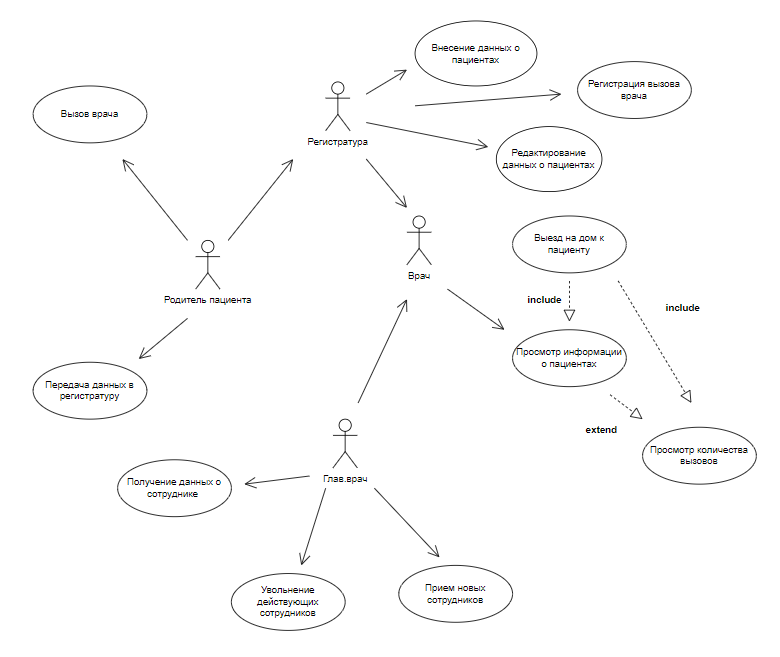 Внесение данных о
пациентах
Регистрация вызова
врача
Вызов врача
Регистратура
Редактирование
данных о пациентах
Выезд на дом к
пациенту
Врач
Родитель пациента
include
include
Просмотр информации
о пациентах
Передача данных в
регистратуру
extend
Просмотр количества
вызовов
Глав.врач
Получение данных о
сотруднике
Увольнение
действующих
сотрудников
Прием новых
сотрудников